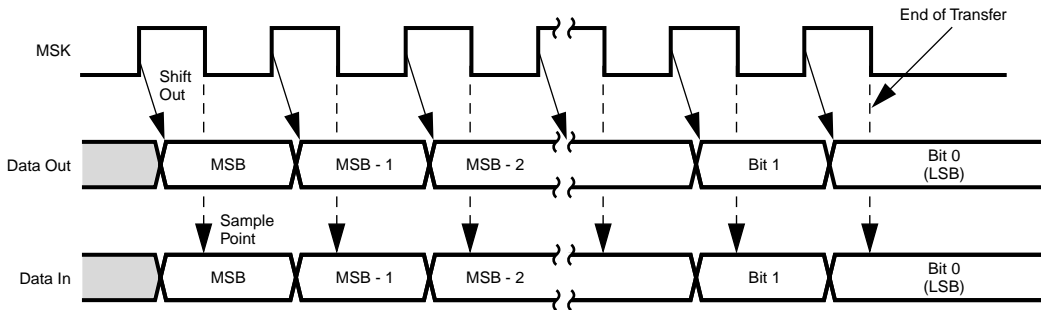 End of Transfer
MSK
Shift
Out
Data Out
MSB
MSB - 1
MSB - 2
Bit 1
Bit 0
(LSB)
Sample
Point
Data In
MSB
MSB - 1
MSB - 2
Bit 1
Bit 0
(LSB)